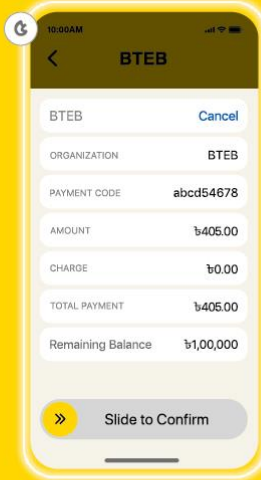 ৬
10:00AM
BTEB
BTEB Cancel
ORGANIZATION BTEB
PAYMENT CODE abcd54678
AMOUNT ৳405.00
CHARGE ৳0.00
TOTAL PAYMENT ৳405.00
Remaining Balance ৳1,00,000
Slide to Confirm